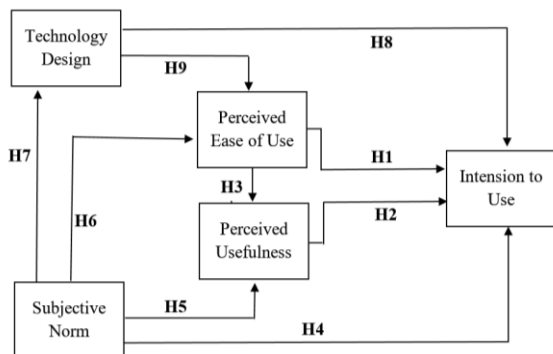 Technology
Design
H8
H9
Perceived
Ease of Use
H7
H1
Intension to
Use
H6
H3
H2
Perceived
Usefulness
Subjective
Norm
H5
H4